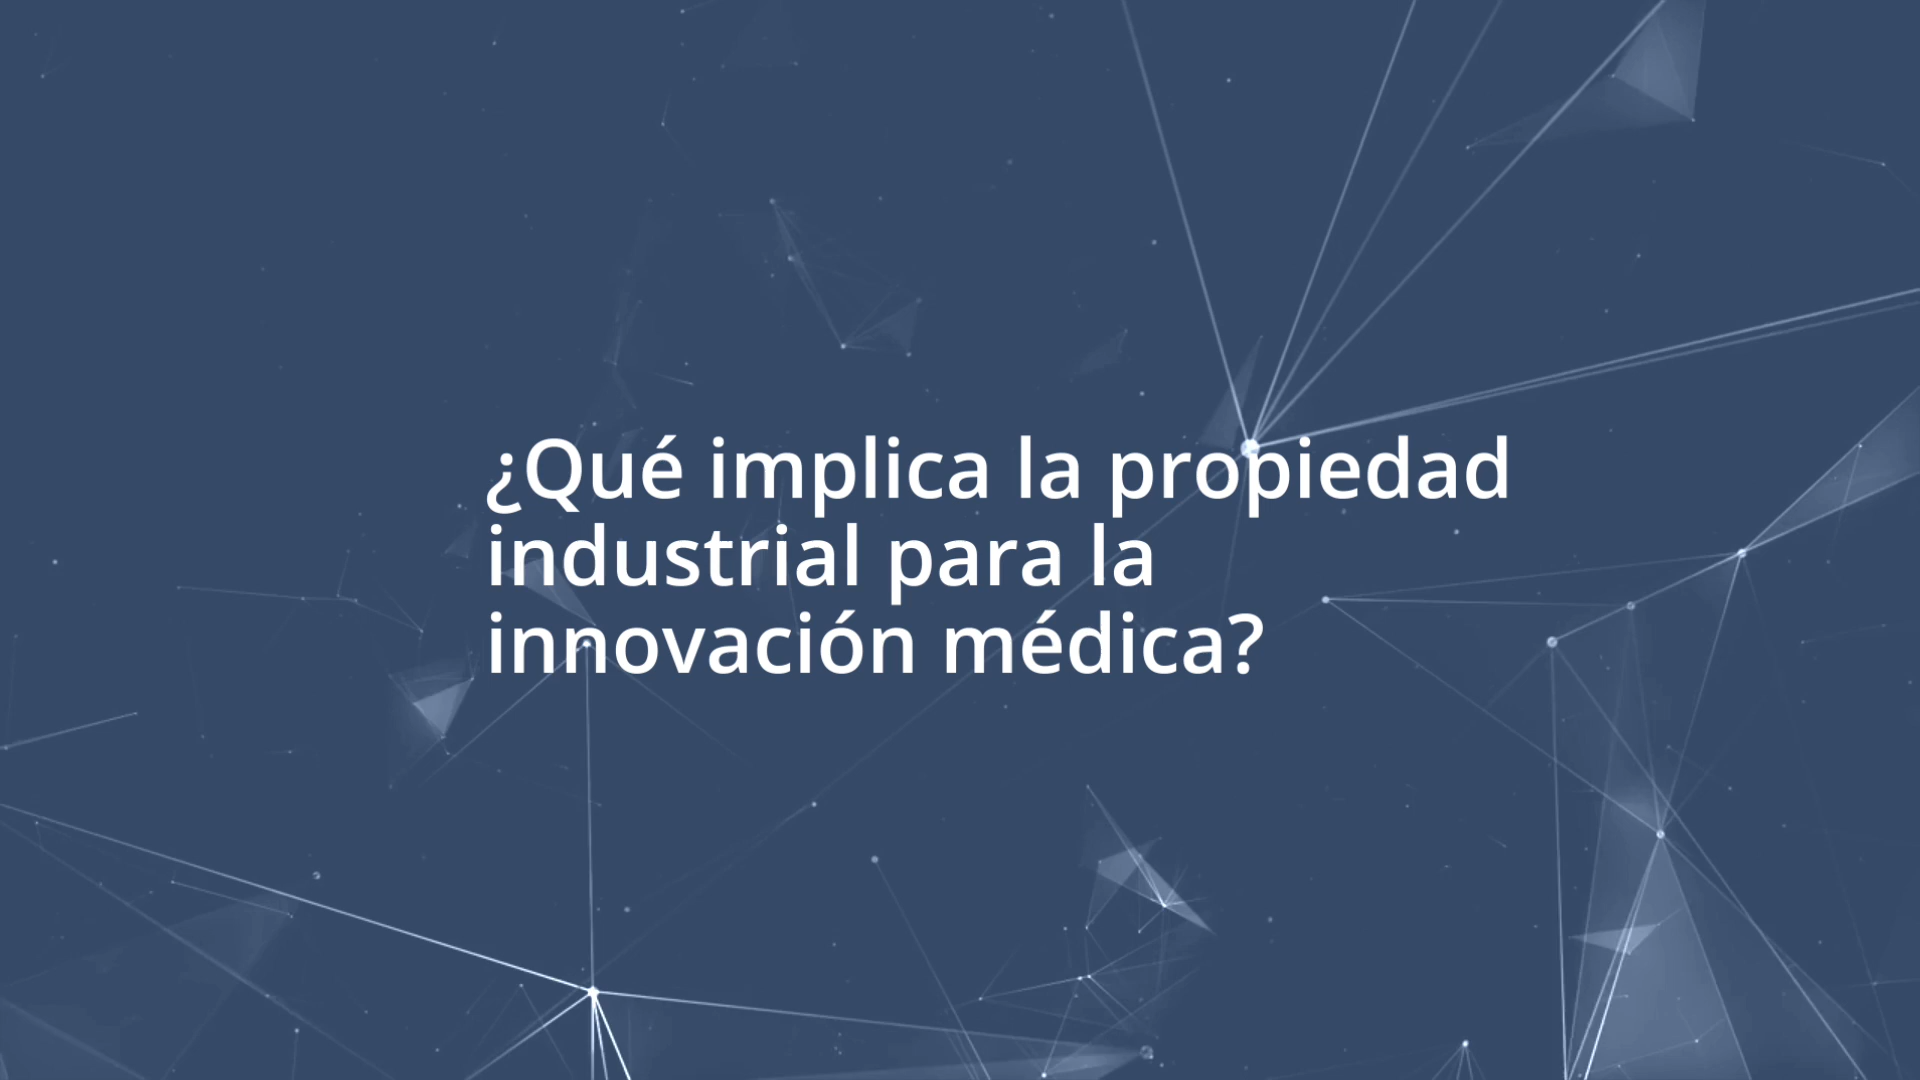 ¿Qué implica la propiedad
industrial para la
innovación médica?